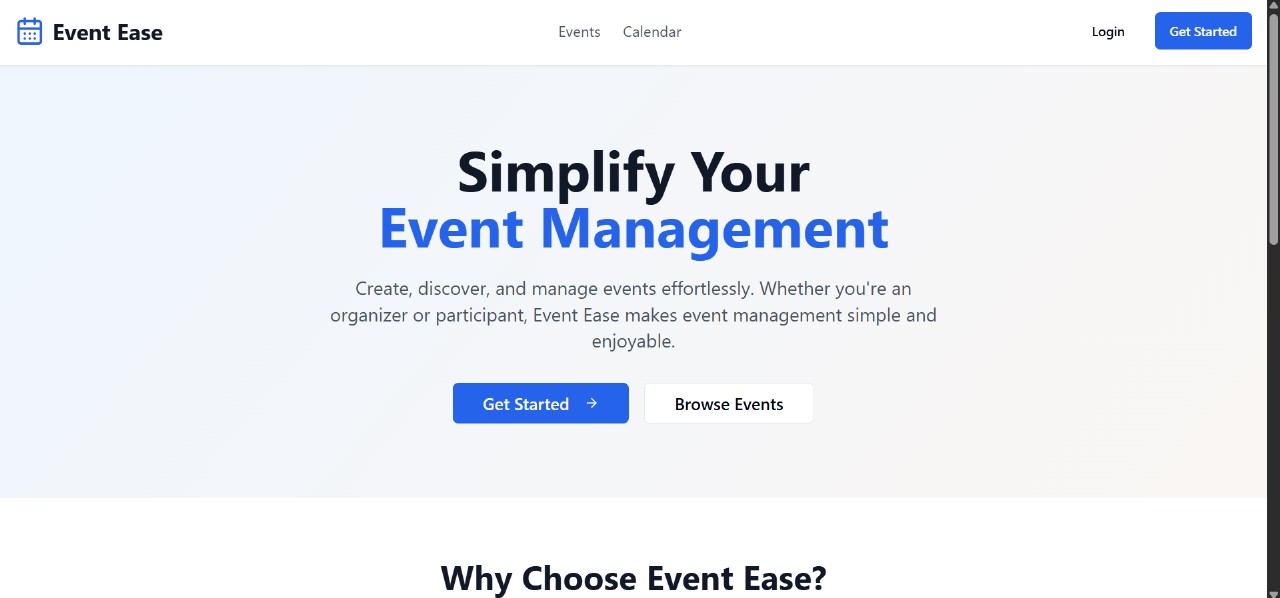 Event Ease
Events
Calendar
Login
Get Started
Simplify Your
Event Management
Create, discover, and manage events effortlessly. Whether you're an
organizer or participant, Event Ease makes event management simple and
enjoyable.
Get Started →
Browse Events
Why Choose Event Ease?